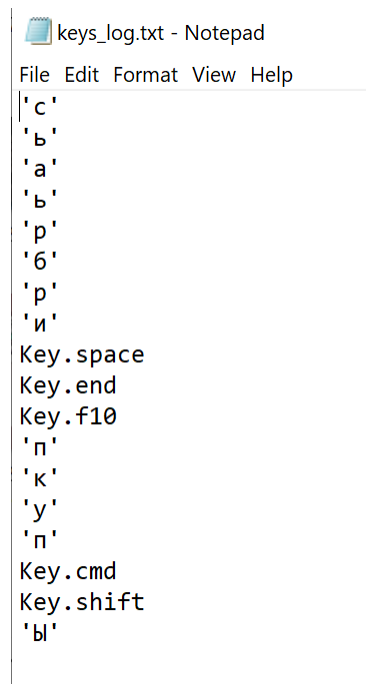 keys_log.txt - Notepad
File Edit Format View Help
'с'
'ь'
'а'
'ь'
'р'
'б'
'р'
'и'
Key.space
Key.end
Key.f10
'п'
'к'
'у'
'п'
Key.cmd
Key.shift
'Ы'